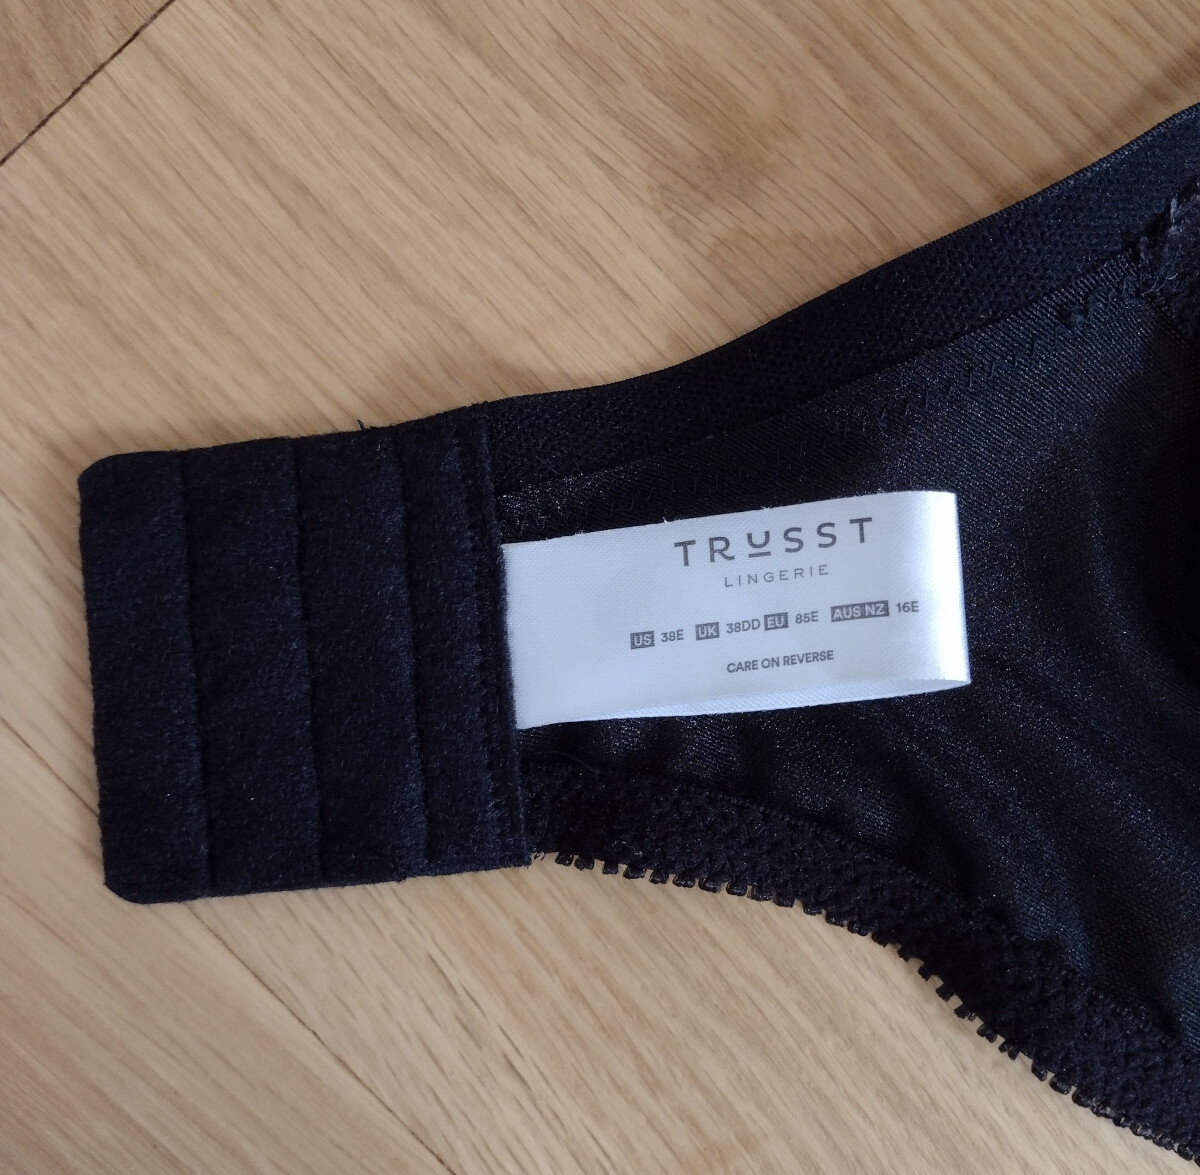 TRUSST
LINGERIE
US 38E UK 38DD EU 85E AUS NZ 16E
CARE ON REVERSE